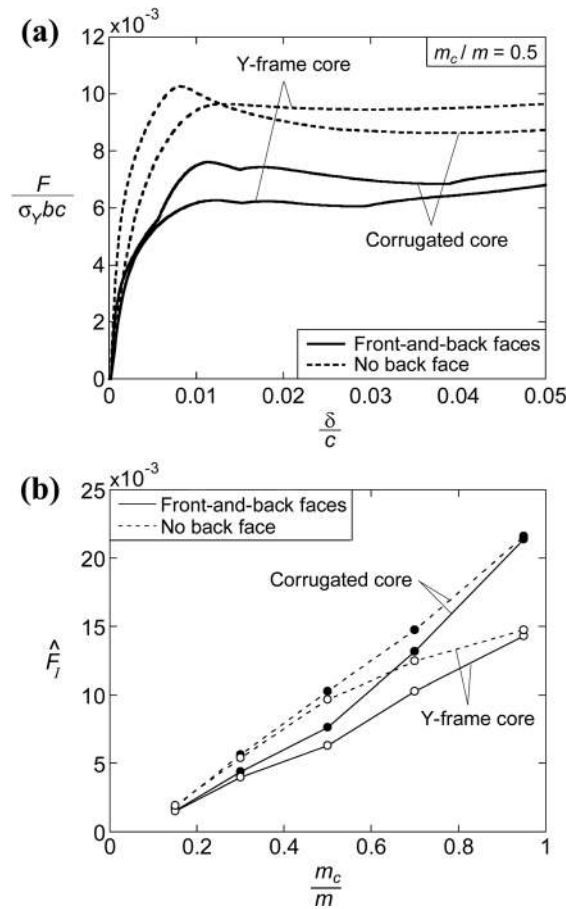 (a)
×10⁻³
12
10
8
6
4
2
0
F
σ_Y bc
m_c / m = 0.5
Y-frame core
Corrugated core
Front-and-back faces
No back face
0
0.01
0.02
0.03
0.04
0.05
δ
c
(b)
×10⁻³
25
20
15
10
5
0
F̂_I
Front-and-back faces
No back face
Corrugated core
Y-frame core
0
0.2
0.4
0.6
0.8
1
m_c
m